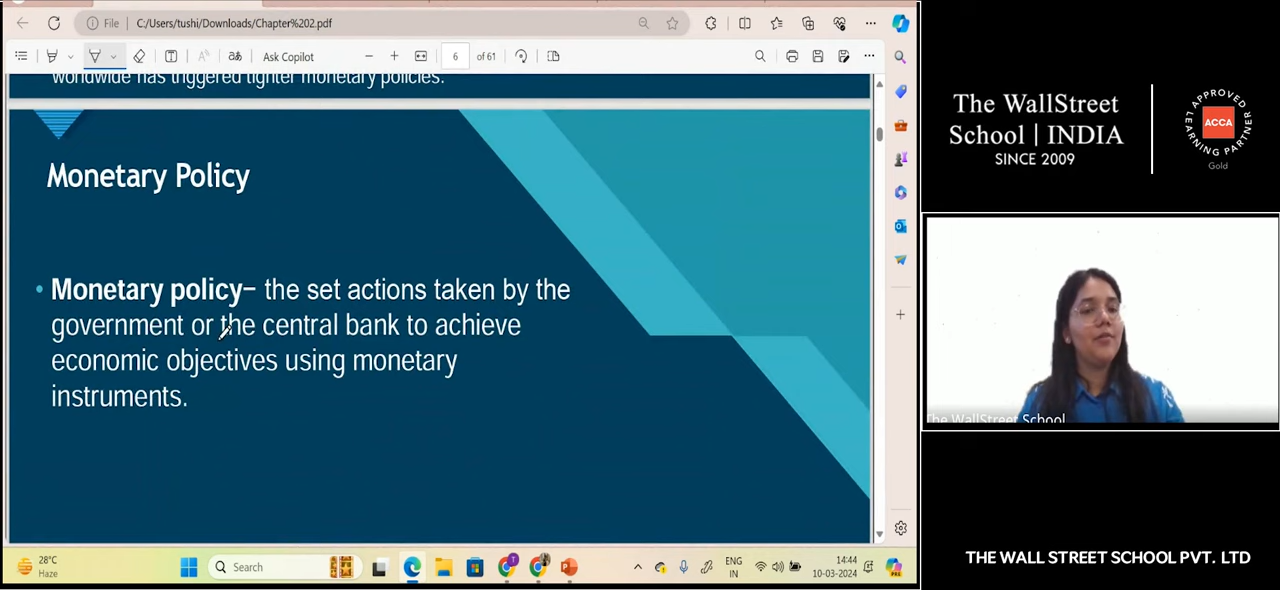 File
C:/Users/tushi/Downloads/Chapter%202.pdf
Ask Copilot
6
of 61
worldwide has triggered tighter monetary policies.
Monetary Policy
• Monetary policy– the set actions taken by the
government or the central bank to achieve
economic objectives using monetary
instruments.
28°C
Haze
Search
ENG
IN
14:44
10-03-2024
The WallStreet
School | INDIA
SINCE 2009
APPROVED
LEARNING PARTNER
ACCA
Gold
The WallStreet School
THE WALL STREET SCHOOL PVT. LTD